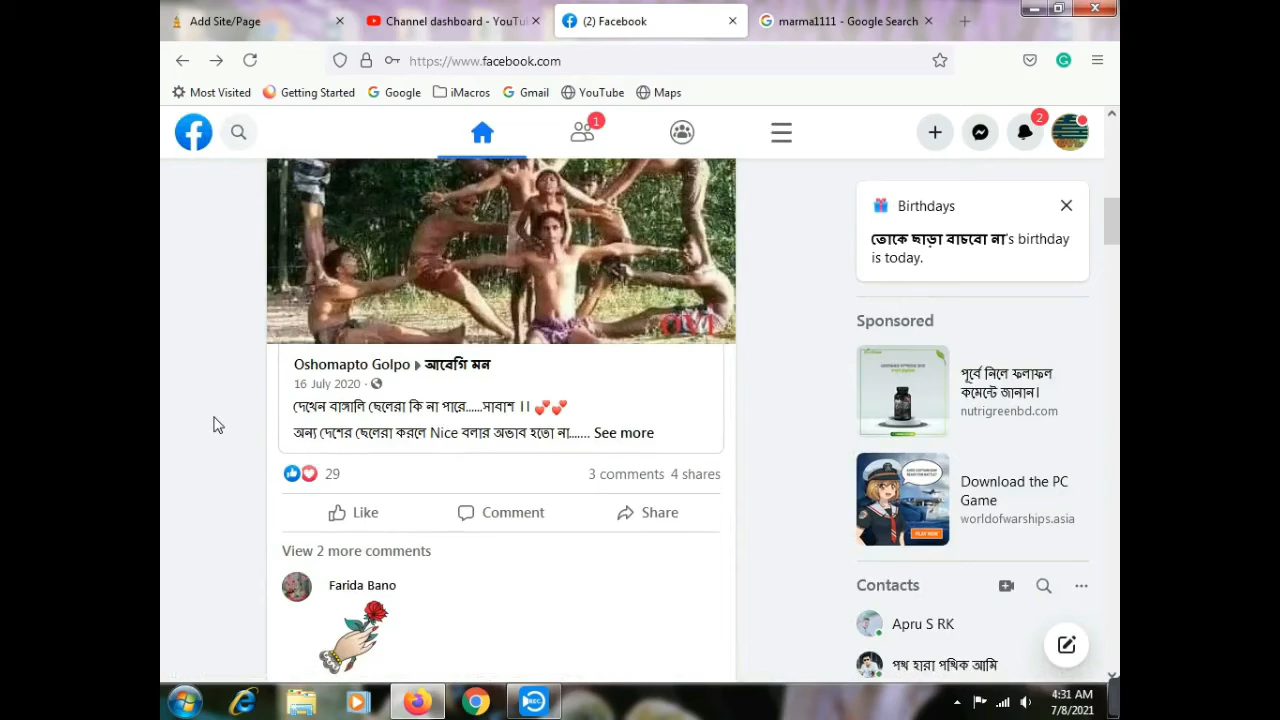 Add Site/Page
Channel dashboard - YouTu
(2) Facebook
marma1111 - Google Search
https://www.facebook.com
Most Visited
Getting Started
Google
iMacros
Gmail
YouTube
Maps
1
2
Birthdays
তোকে ছাড়া বাচবো না's birthday
is today.
OVI
Oshomapto Golpo
আবেগি মন
16 July 2020
দেখেন বাঙ্গালি ছেলেরা কি না পারে......সাবাশ ।। 💕💕
অন্য দেশের ছেলেরা করলে Nice বলার অভাব হতো না....... See more
29
3 comments
4 shares
Like
Comment
Share
View 2 more comments
Farida Bano
Sponsored
পূর্বে নিলে ফলাফল
কমেন্টে জানান।
nutrigreenbd.com
Download the PC
Game
worldofwarships.asia
Contacts
Apru S RK
পথ হারা পথিক আমি
REC
4:31 AM
7/8/2021